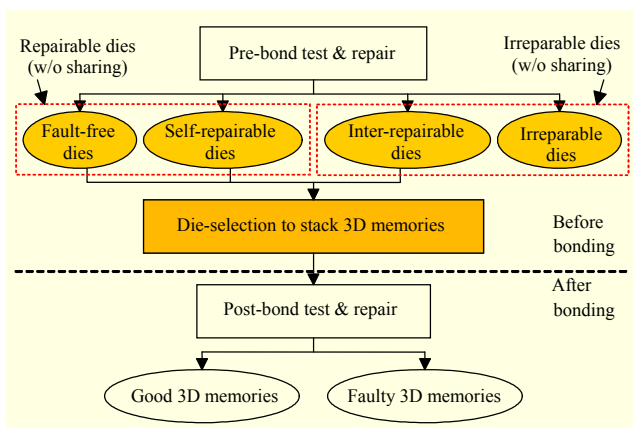 Repairable dies
(w/o sharing)
Pre-bond test & repair
Irreparable dies
(w/o sharing)
Fault-free
dies
Self-repairable
dies
Inter-repairable
dies
Irreparable
dies
Die-selection to stack 3D memories
Before
bonding
After
bonding
Post-bond test & repair
Good 3D memories
Faulty 3D memories